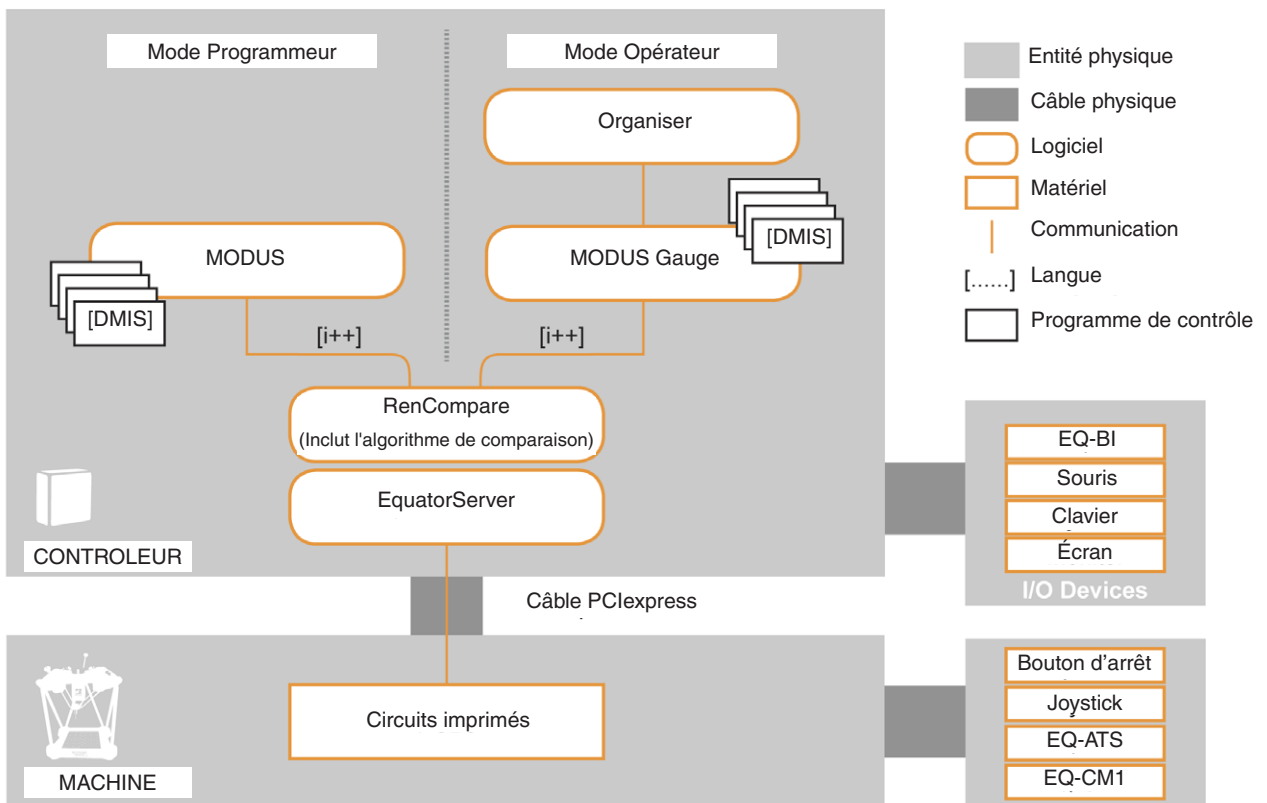 Mode Programmeur
Mode Opérateur
Organiser
MODUS
[DMIS]
MODUS Gauge
[DMIS]
[i++]
[i++]
RenCompare
(Inclut l'algorithme de comparaison)
EquatorServer
CONTROLEUR
Câble PCIexpress
Circuits imprimés
MACHINE
Entité physique
Câble physique
Logiciel
Matériel
Communication
[......] Langue
Programme de contrôle
EQ-BI
Souris
Clavier
Écran
I/O Devices
Bouton d'arrêt
Joystick
EQ-ATS
EQ-CM1